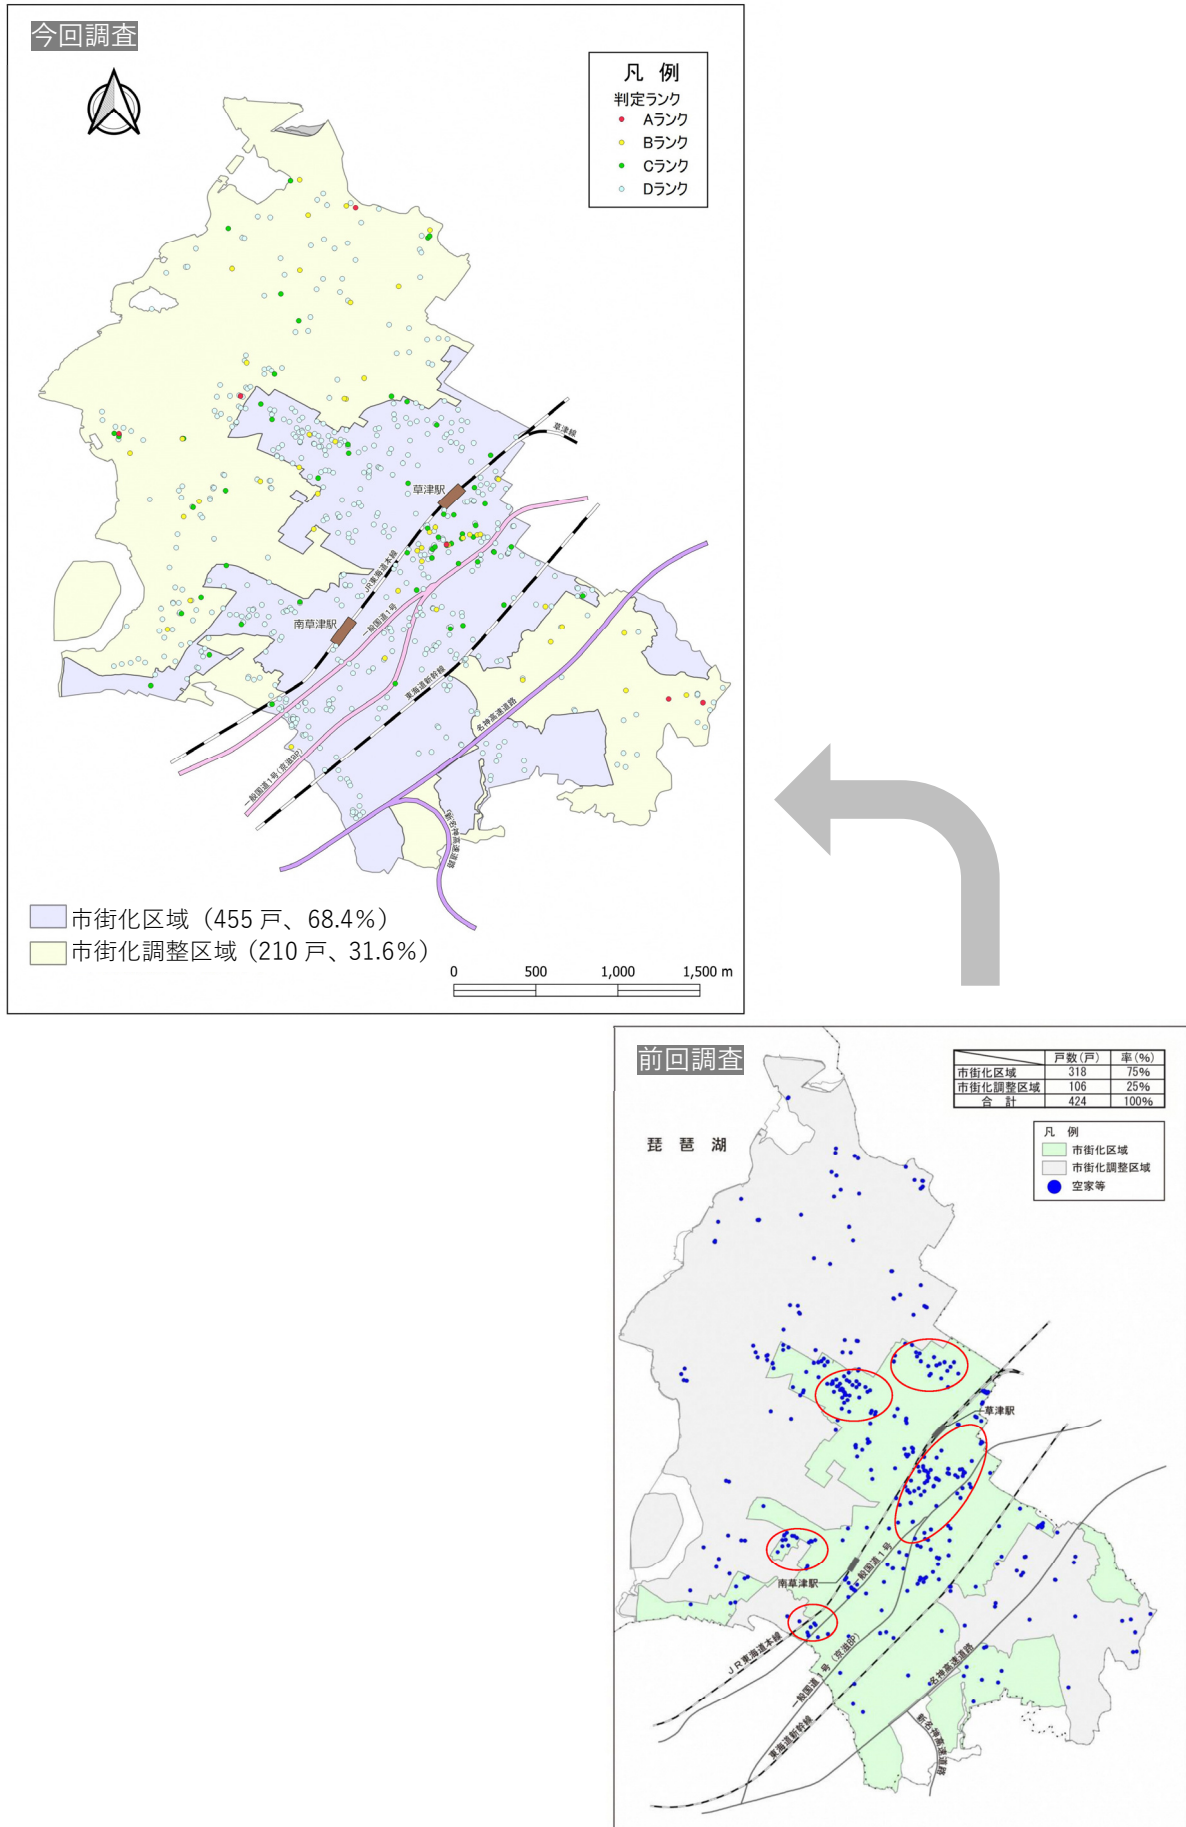 今回調査
凡 例
判定ランク
Aランク
Bランク
Cランク
Dランク
草津線
草津駅
JR東海道本線
南草津駅
一般国道1号
東海道新幹線
名神高速道路
一般国道1号(京滋BP)
新名神高速道路
市街化区域（455 戸、68.4％）
市街化調整区域（210 戸、31.6％）
0 500 1,000 1,500 m
前回調査
戸数(戸) 率(%)
市街化区域 318 75%
市街化調整区域 106 25%
合 計 424 100%
琵 琶 湖
凡 例
市街化区域
市街化調整区域
空家等
草津駅
一般国道1号
南草津駅
JR東海道本線
一般国道1号(京滋BP)
名神高速道路
東海道新幹線
新名神高速道路